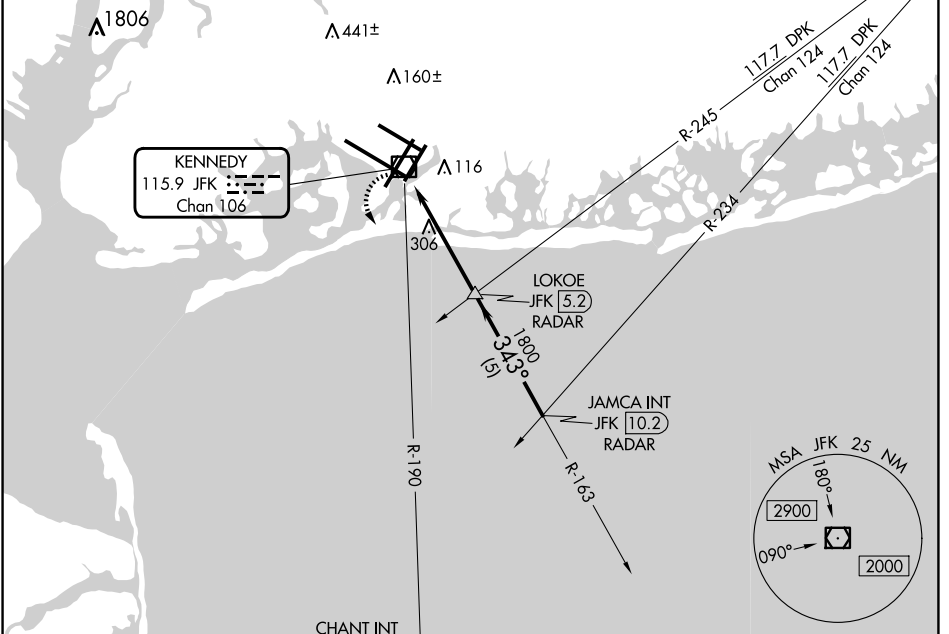 1806
441±
160±
117.7 DPK
Chan 124
117.7 DPK
Chan 124
R-245
KENNEDY
115.9 JFK
Chan 106
116
R-234
306
LOKOE
JFK 5.2
RADAR
1800
343°
(5)
JAMCA INT
JFK 10.2
RADAR
R-190
R-163
MSA JFK 25 NM
180°
2900
090°
2000
CHANT INT